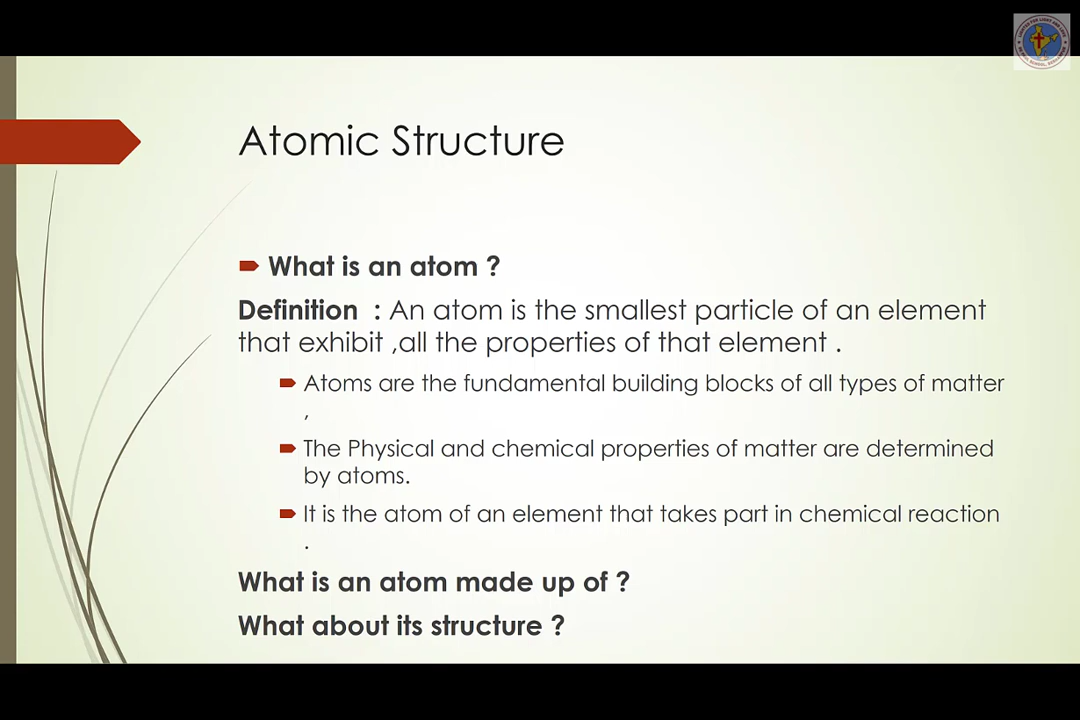 Atomic Structure
What is an atom ?
Definition : An atom is the smallest particle of an element
that exhibit ,all the properties of that element .
Atoms are the fundamental building blocks of all types of matter
,
The Physical and chemical properties of matter are determined
by atoms.
It is the atom of an element that takes part in chemical reaction
.
What is an atom made up of ?
What about its structure ?